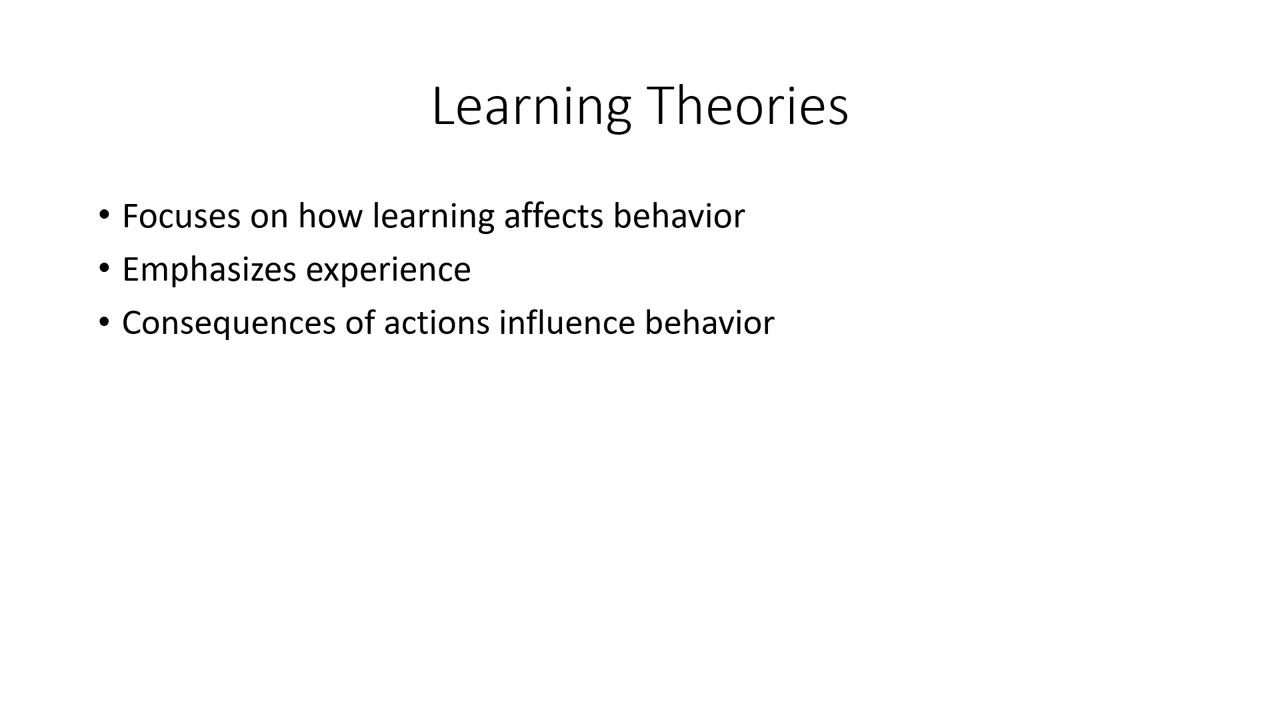 Learning Theories
• Focuses on how learning affects behavior
• Emphasizes experience
• Consequences of actions influence behavior